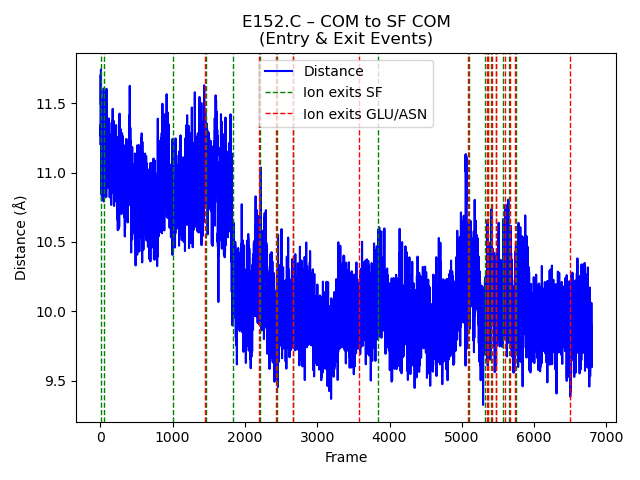 E152.C – COM to SF COM
(Entry & Exit Events)
Distance
Ion exits SF
Ion exits GLU/ASN
Distance (Å)
11.5
11.0
10.5
10.0
9.5
0 1000 2000 3000 4000 5000 6000 7000
Frame